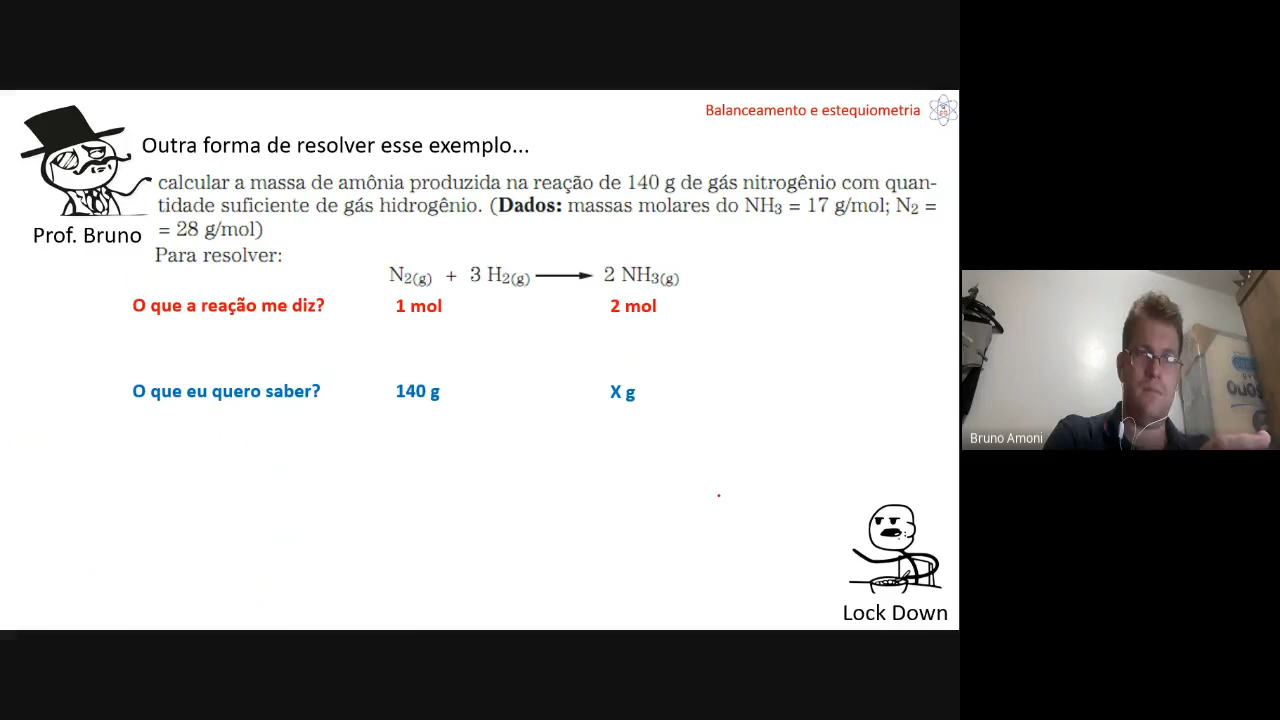 Balanceamento e estequiometria
Outra forma de resolver esse exemplo...
calcular a massa de amônia produzida na reação de 140 g de gás nitrogênio com quan-
tidade suficiente de gás hidrogênio. (Dados: massas molares do NH3 = 17 g/mol; N2 =
= 28 g/mol)
Prof. Bruno
Para resolver:
N2(g) + 3 H2(g) ⟶ 2 NH3(g)
O que a reação me diz? 1 mol 2 mol
O que eu quero saber? 140 g X g
Bruno Amoni
Lock Down